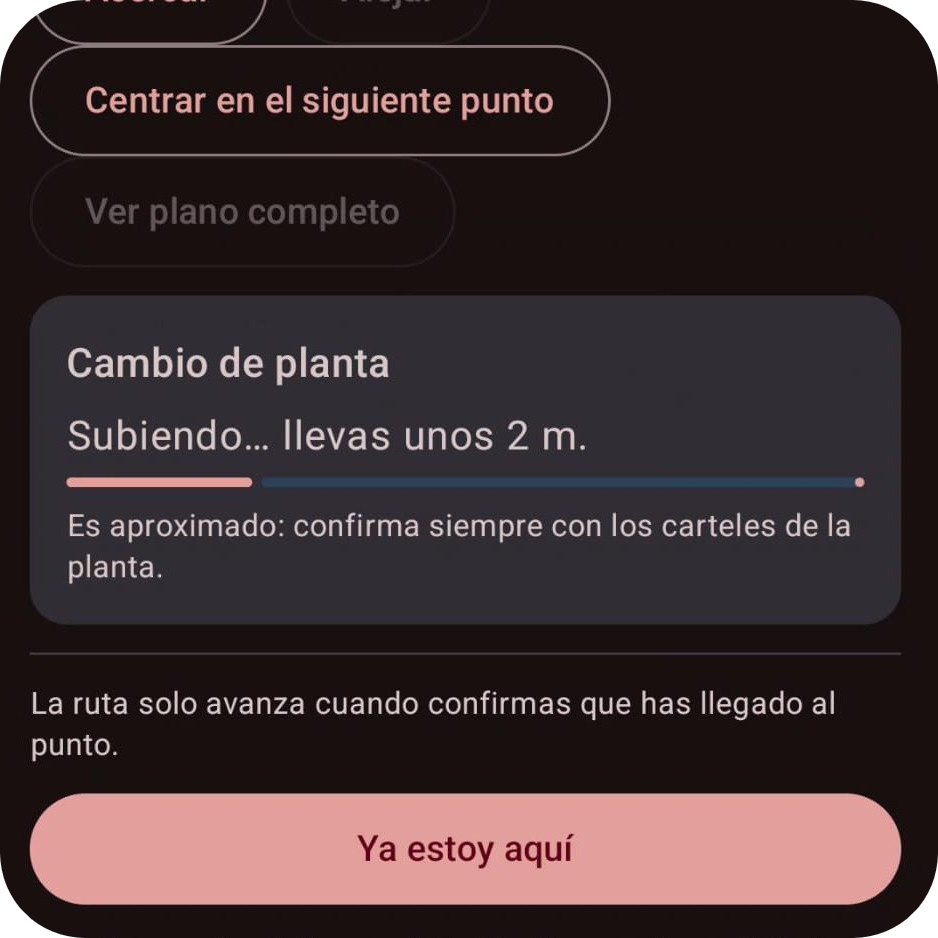 Centrar en el siguiente punto
Ver plano completo
Cambio de planta
Subiendo… llevas unos 2 m.
Es aproximado: confirma siempre con los carteles de la
planta.
La ruta solo avanza cuando confirmas que has llegado al
punto.
Ya estoy aquí